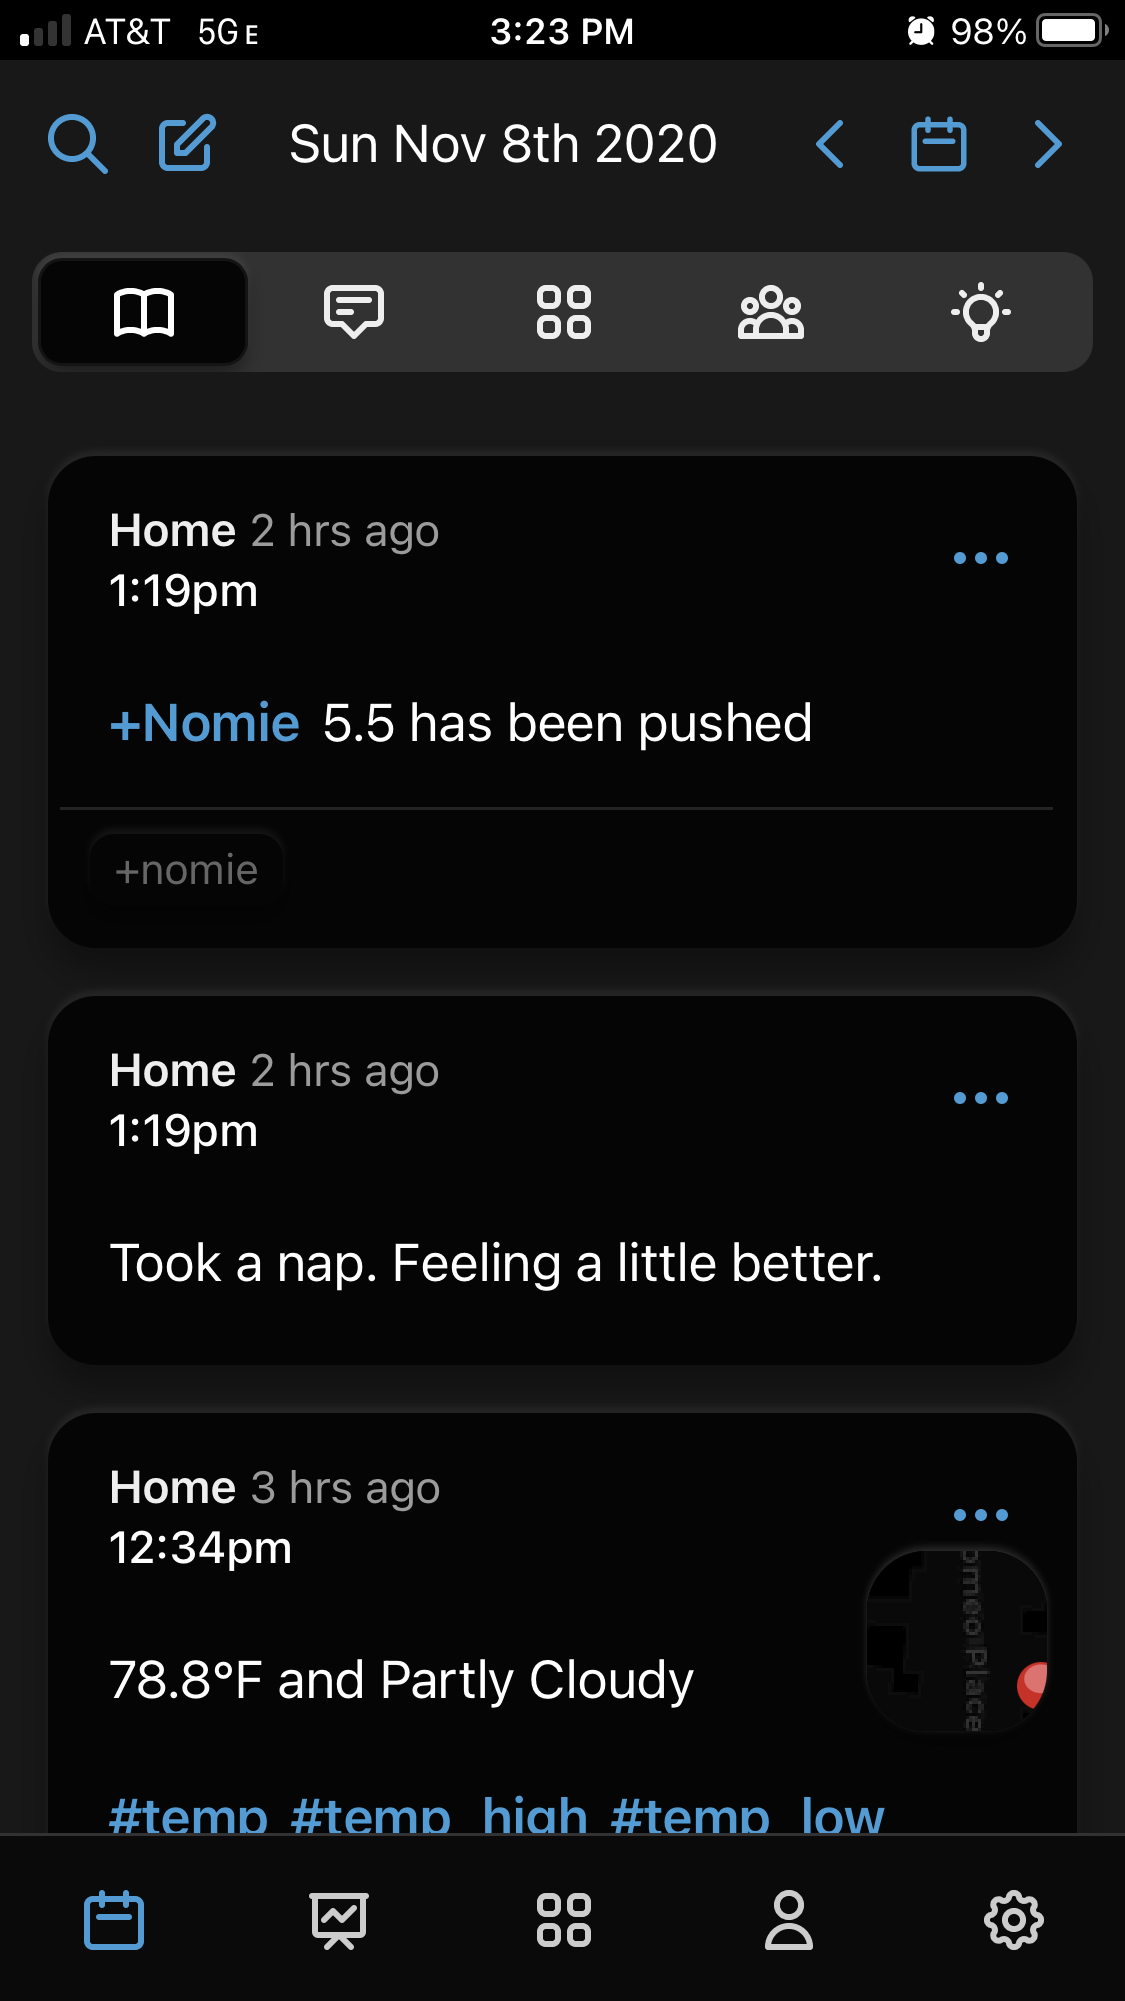 AT&T 5GE 3:23 PM 98%
Sun Nov 8th 2020
Home 2 hrs ago
1:19pm
+Nomie 5.5 has been pushed
+nomie
Home 2 hrs ago
1:19pm
Took a nap. Feeling a little better.
Home 3 hrs ago
12:34pm
78.8°F and Partly Cloudy
Place
#temp #temp_high #temp_low